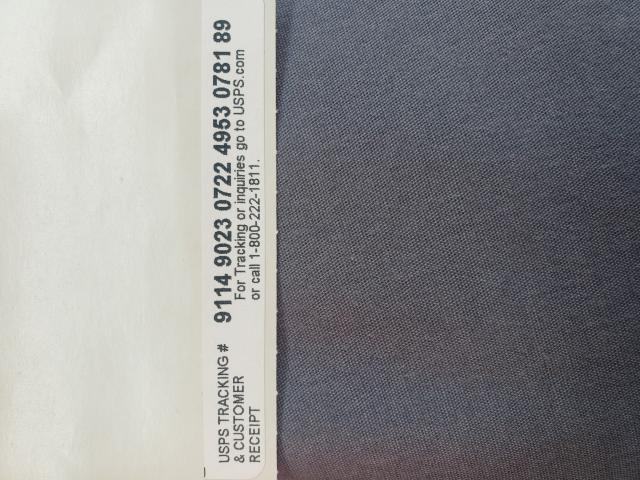 USPS TRACKING #
& CUSTOMER
RECEIPT
9114 9023 0722 4953 0781 89
For Tracking or inquiries go to USPS.com
or call 1-800-222-1811.